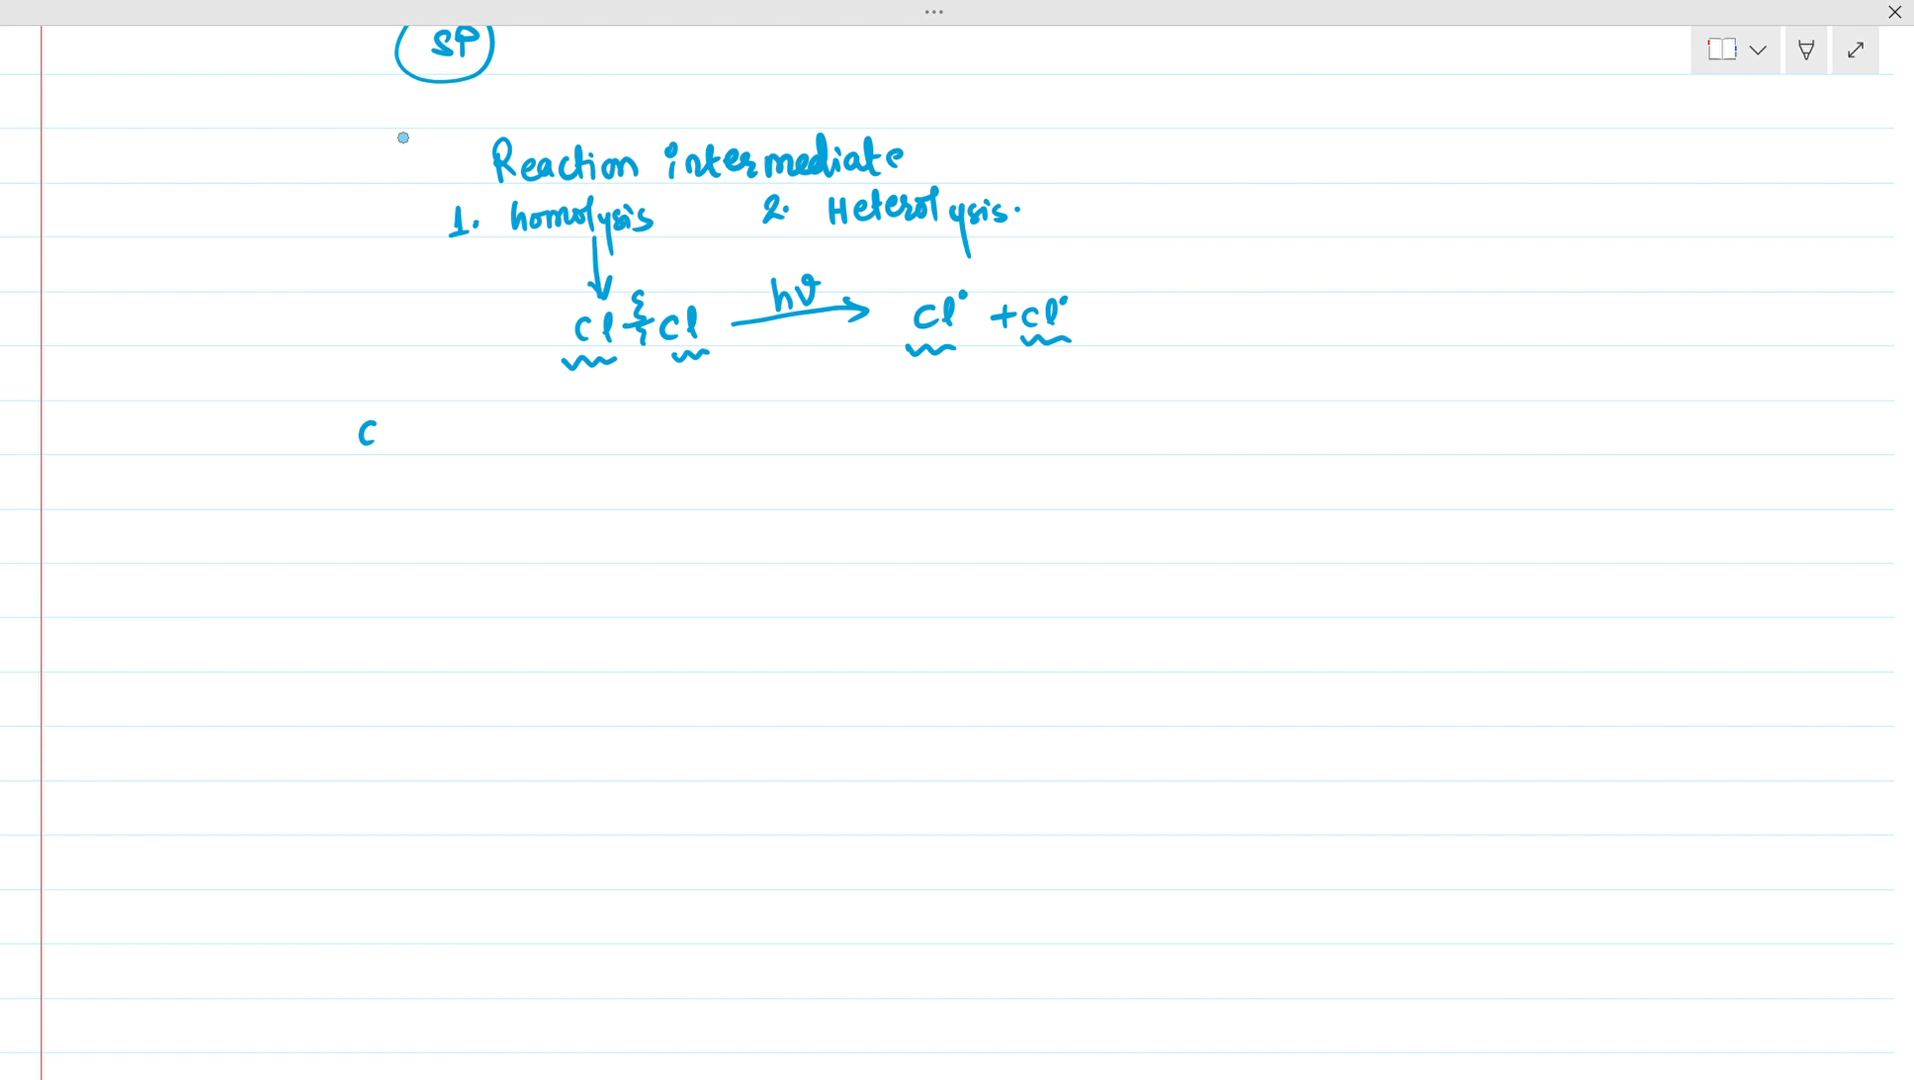 SP
Reaction intermediate
1. homolysis 2. Heterolysis.
Cl-Cl hν Cl• + Cl•
C